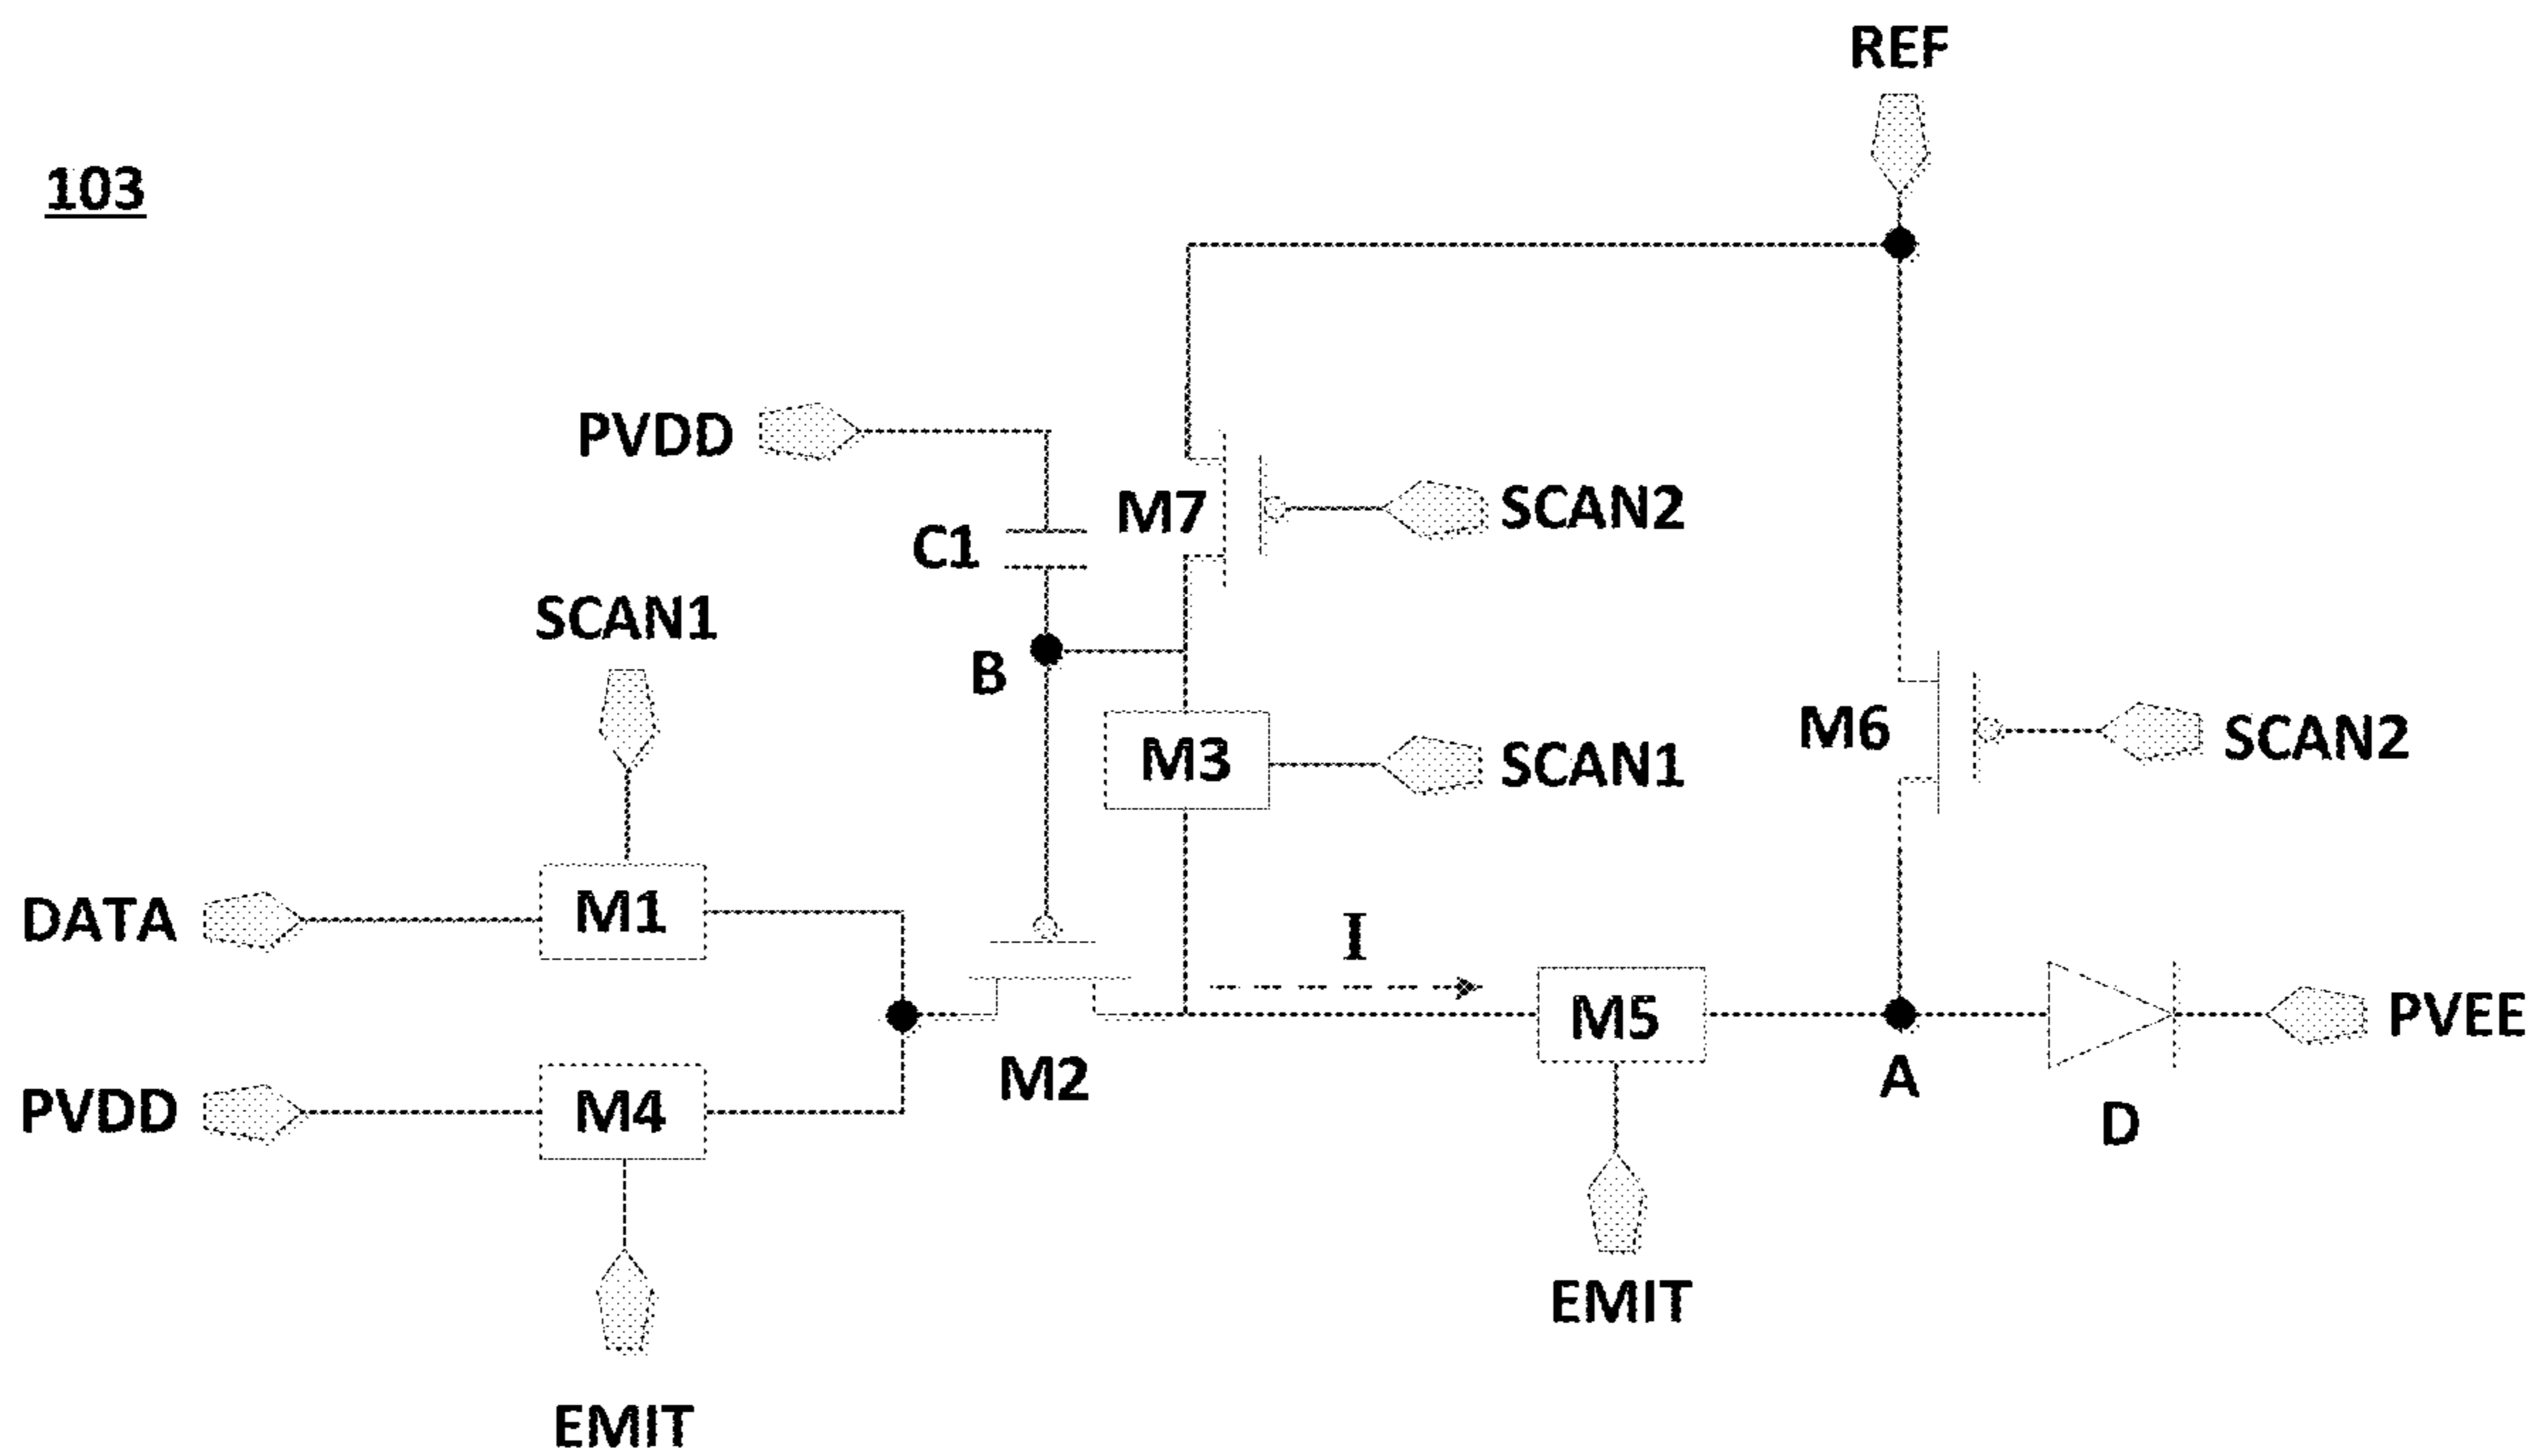 REF
103
PVDD
M7
SCAN2
C1
SCAN1
B
M3
SCAN1
M6
SCAN2
DATA
M1
I
M5
PVEE
A
M2
PVDD
M4
D
EMIT
EMIT